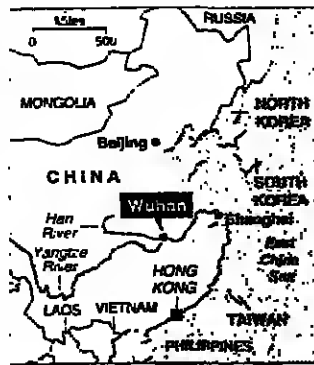 RUSSIA
Miles
0 500
MONGOLIA
NORTH
KOREA
Beijing
CHINA
SOUTH
KOREA
Han
River
Wuhan
Shanghai
Yangtze
River
East
China
Sea
HONG
KONG
LAOS
VIETNAM
TAIWAN
PHILIPPINES